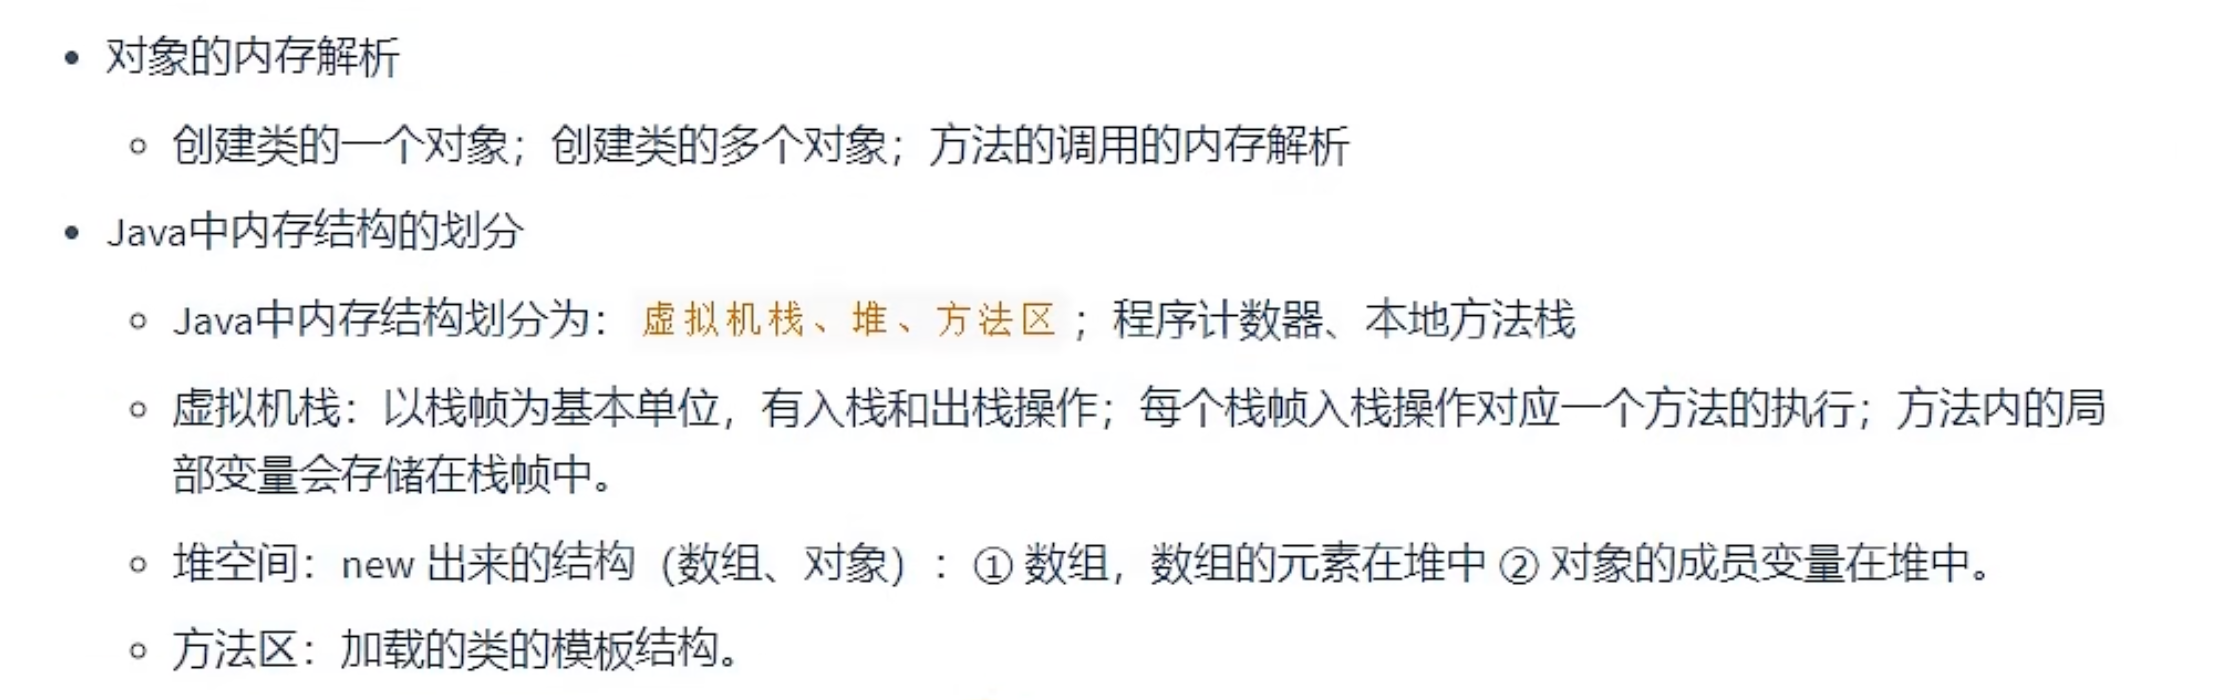 对象的内存解析
创建类的一个对象；创建类的多个对象；方法的调用的内存解析
Java中内存结构的划分
Java中内存结构划分为： 虚拟机栈、堆、方法区 ；程序计数器、本地方法栈
虚拟机栈：以栈帧为基本单位，有入栈和出栈操作；每个栈帧入栈操作对应一个方法的执行；方法内的局
部变量会存储在栈帧中。
堆空间：new 出来的结构（数组、对象）：① 数组，数组的元素在堆中 ② 对象的成员变量在堆中。
方法区：加载的类的模板结构。